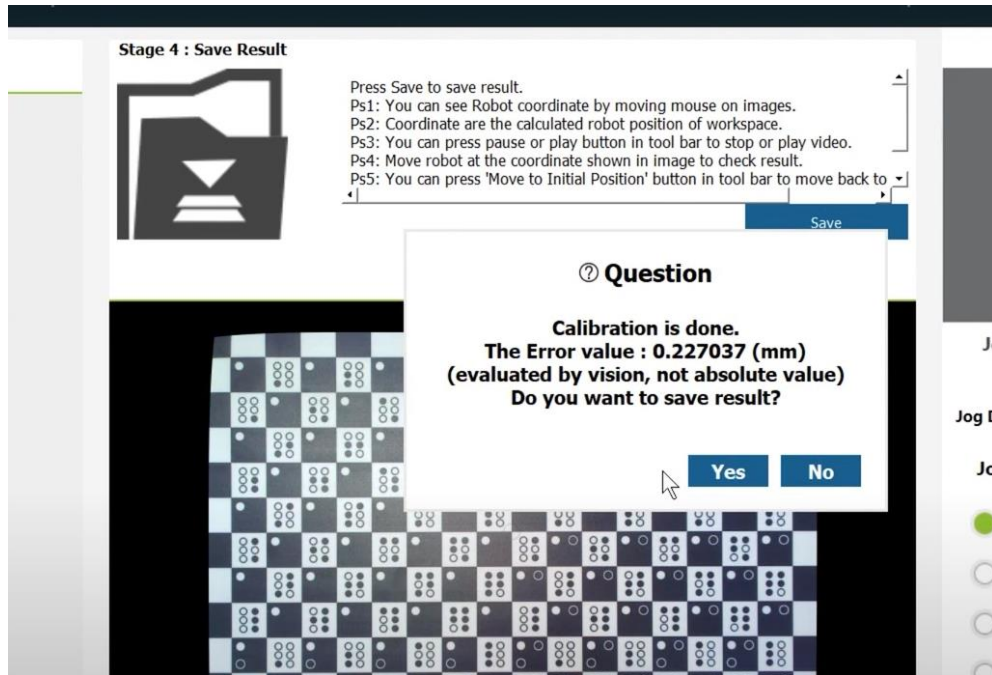 Stage 4 : Save Result
Press Save to save result.
Ps1: You can see Robot coordinate by moving mouse on images.
Ps2: Coordinate are the calculated robot position of workspace.
Ps3: You can press pause or play button in tool bar to stop or play video.
Ps4: Move robot at the coordinate shown in image to check result.
Ps5: You can press 'Move to Initial Position' button in tool bar to move back to
Save
Question
Calibration is done.
The Error value : 0.227037 (mm)
(evaluated by vision, not absolute value)
Do you want to save result?
Yes
No
Jog